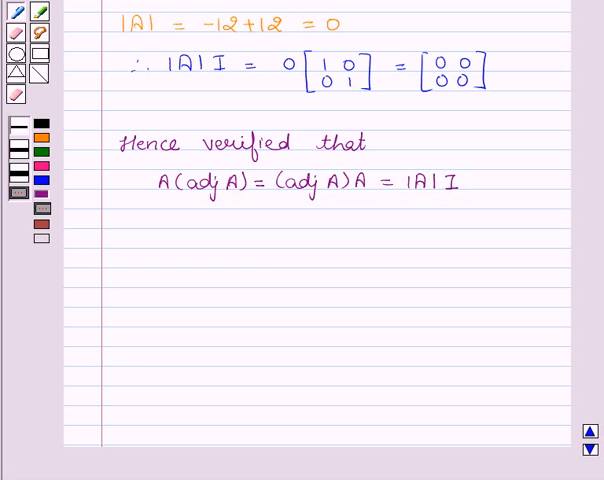 |A| = -12+12 = 0
∴ |A| I = 0 [1 0 0 1] = [0 0 0 0]
Hence verified that
A(adj A) = (adj A) A = |A| I